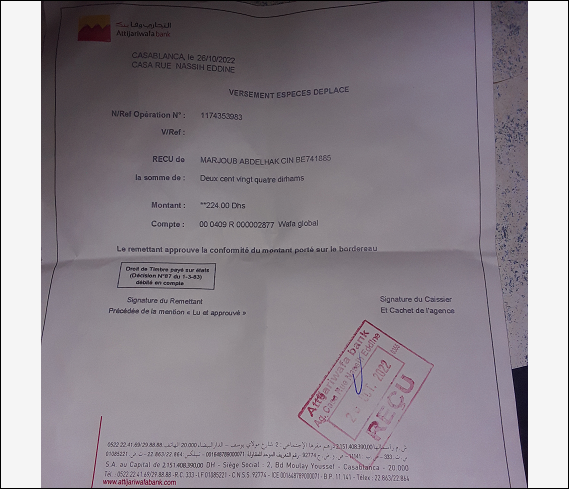 التجاري وفا بنك
Attijariwafa bank
CASABLANCA, le 26/10/2022
CASA RUE NASSIH EDDINE
VERSEMENT ESPECES DEPLACE
N/Ref Opération N° : 1174353983
V/Ref :
RECU de MARJOUB ABDELHAK CIN BE741885
la somme de : Deux cent vingt quatre dirhams
Montant : **224.00 Dhs
Compte : 00 0409 R 000002877 Wafa global
Le remettant approuve la conformité du montant porté sur le bordereau
Droit de Timbre payé sur états
(Décision N°87 du 1-3-83)
débité en compte
Signature du Remettant
Précédée de la mention « Lu et approuvé »
Signature du Caissier
Et Cachet de l'agence
Attijariwafa bank
Ag. Casa Rue Nassih Eddine
2022
REÇU
S.A. au Capital de 2.151.408.390,00 DH - Siège Social : 2, Bd Moulay Youssef - Casablanca - 20.000
Tél : 0522.22.41.69/29.88.88 - R.C. 333 - I.F 01085221 - C.N.S.S. 92774 - ICE 001648789000071 - B.P. 11.141 - Télex : 22.863/22.864
www.attijariwafabank.com